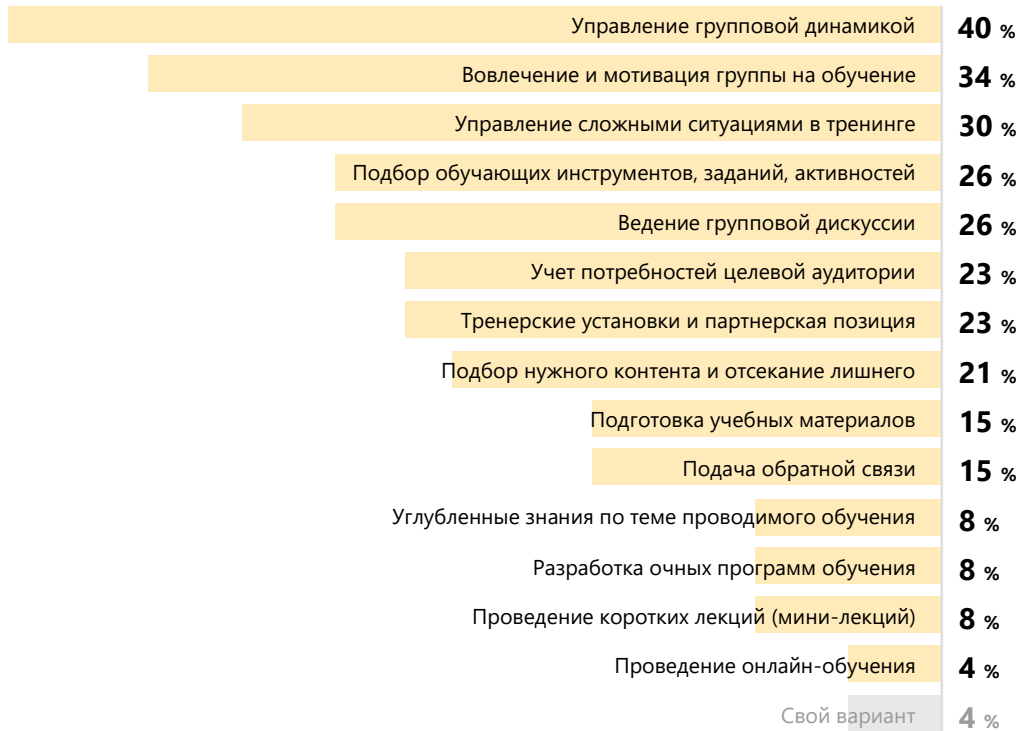 Управление групповой динамикой 40 %
Вовлечение и мотивация группы на обучение 34 %
Управление сложными ситуациями в тренинге 30 %
Подбор обучающих инструментов, заданий, активностей 26 %
Ведение групповой дискуссии 26 %
Учет потребностей целевой аудитории 23 %
Тренерские установки и партнерская позиция 23 %
Подбор нужного контента и отсекание лишнего 21 %
Подготовка учебных материалов 15 %
Подача обратной связи 15 %
Углубленные знания по теме проводимого обучения 8 %
Разработка очных программ обучения 8 %
Проведение коротких лекций (мини-лекций) 8 %
Проведение онлайн-обучения 4 %
Свой вариант 4 %